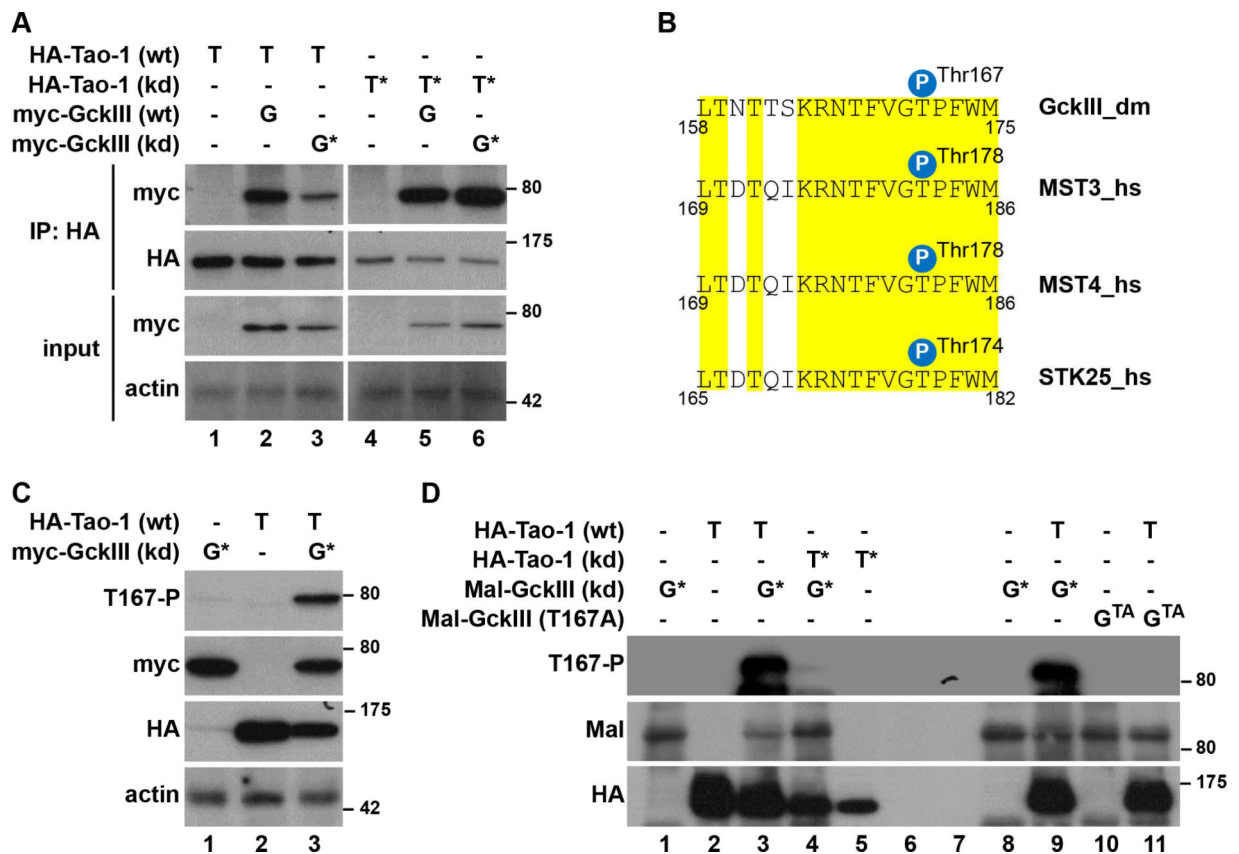 A
HA-Tao-1 (wt) T T T - - -
HA-Tao-1 (kd) - - - T* T* T*
myc-GckIII (wt) - G - - G -
myc-GckIII (kd) - - G* - - G*
IP: HA
myc
80
HA
175
input
myc
80
actin
42
1 2 3 4 5 6
B
P Thr167
LTNTTSKRNTFVGTPFWM GckIII_dm
158 175
P Thr178
LTDTQIKRNTFVGTPFWM MST3_hs
169 186
P Thr178
LTDTQIKRNTFVGTPFWM MST4_hs
169 186
P Thr174
LTDTQIKRNTFVGTPFWM STK25_hs
165 182
C
HA-Tao-1 (wt) - T T
myc-GckIII (kd) G* - G*
T167-P
80
myc
80
HA
175
actin
42
1 2 3
D
HA-Tao-1 (wt) - T T - - - T - T
HA-Tao-1 (kd) - - - T* T* - - - -
Mal-GckIII (kd) G* - G* G* - G* G* - -
Mal-GckIII (T167A) - - - - - - - GTA GTA
T167-P
80
Mal
80
HA
175
1 2 3 4 5 6 7 8 9 10 11